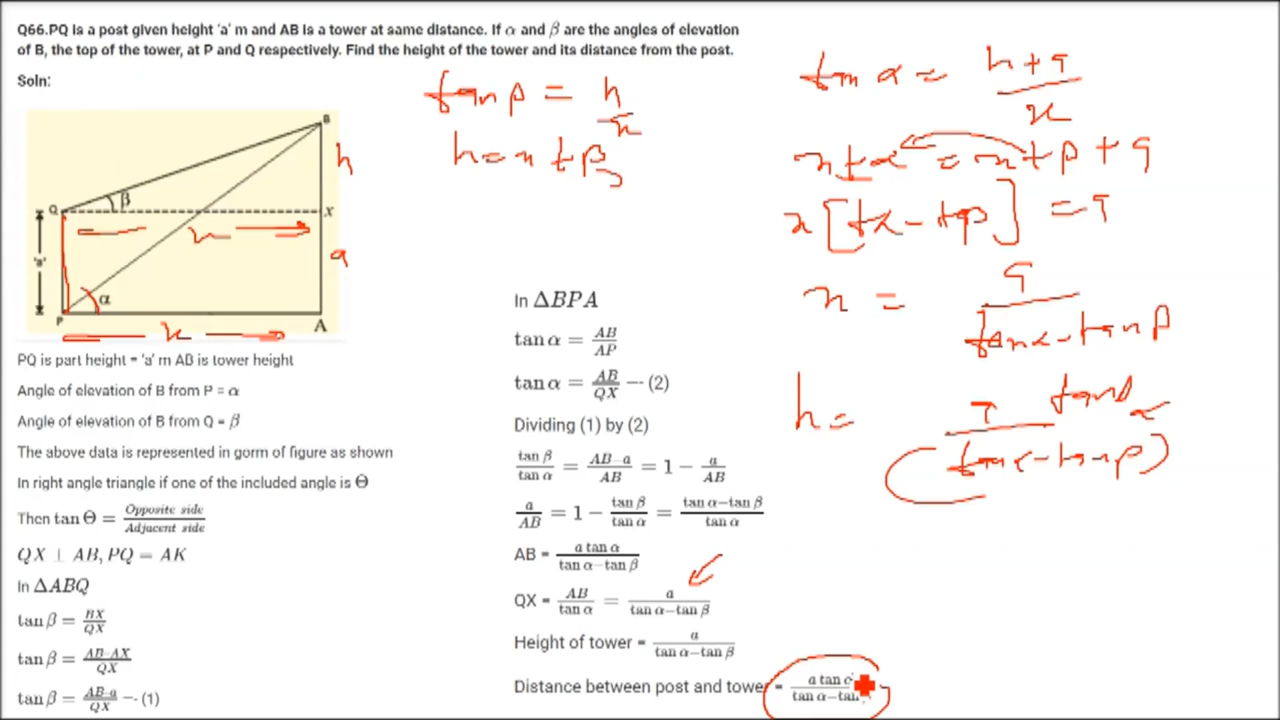 Q66.PQ is a post given height 'a' m and AB is a tower at same distance. If α and β are the angles of elevation
of B, the top of the tower, at P and Q respectively. Find the height of the tower and its distance from the post.
Soln:
B
Q
β
X
'a'
α
P
A
h
x
a
x
PQ is part height = 'a' m AB is tower height
Angle of elevation of B from P = α
Angle of elevation of B from Q = β
The above data is represented in gorm of figure as shown
In right angle triangle if one of the included angle is Θ
Then tan Θ = Opposite side / Adjacent side
QX ⊥ AB, PQ = AK
In ΔABQ
tan β = BX / QX
tan β = AB-AX / QX
tan β = AB-a / QX --- (1)
In ΔBPA
tan α = AB / AP
tan α = AB / QX --- (2)
Dividing (1) by (2)
tan β / tan α = AB-a / AB = 1 − a / AB
a / AB = 1 − tan β / tan α = tan α−tan β / tan α
AB = a tan α / tan α−tan β
QX = AB / tan α = a / tan α−tan β
Height of tower = a / tan α−tan β
Distance between post and tower = a tan / tan α−tan
tan β = h / x
h = x t β
tan α = h + a / x
x t α = x t β + a
x [tα − tβ] = a
x = a / tan α − tan β
h = a tan β / (tan α − tan β)